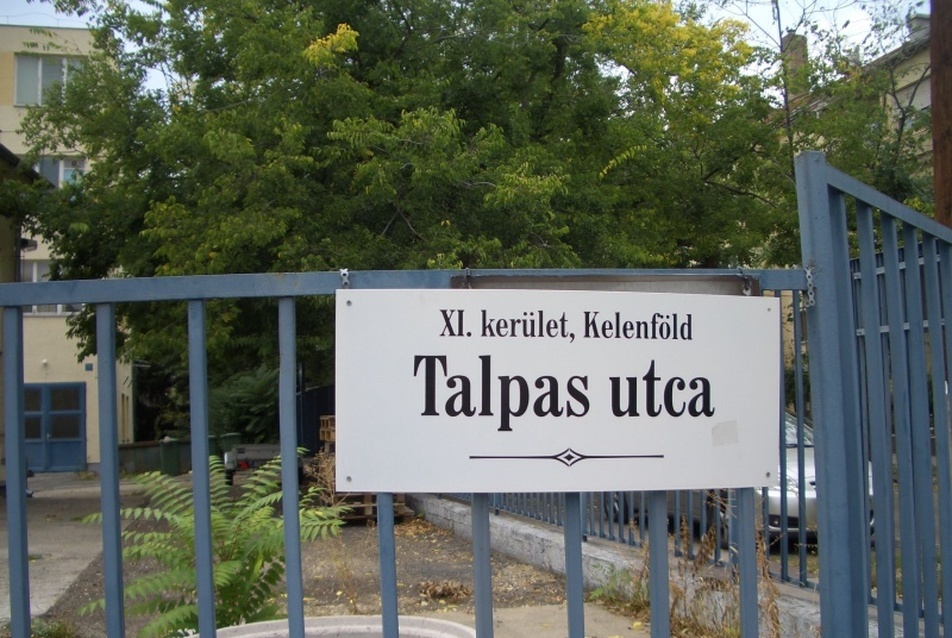 XI. kerület, Kelenföld
Talpas utca